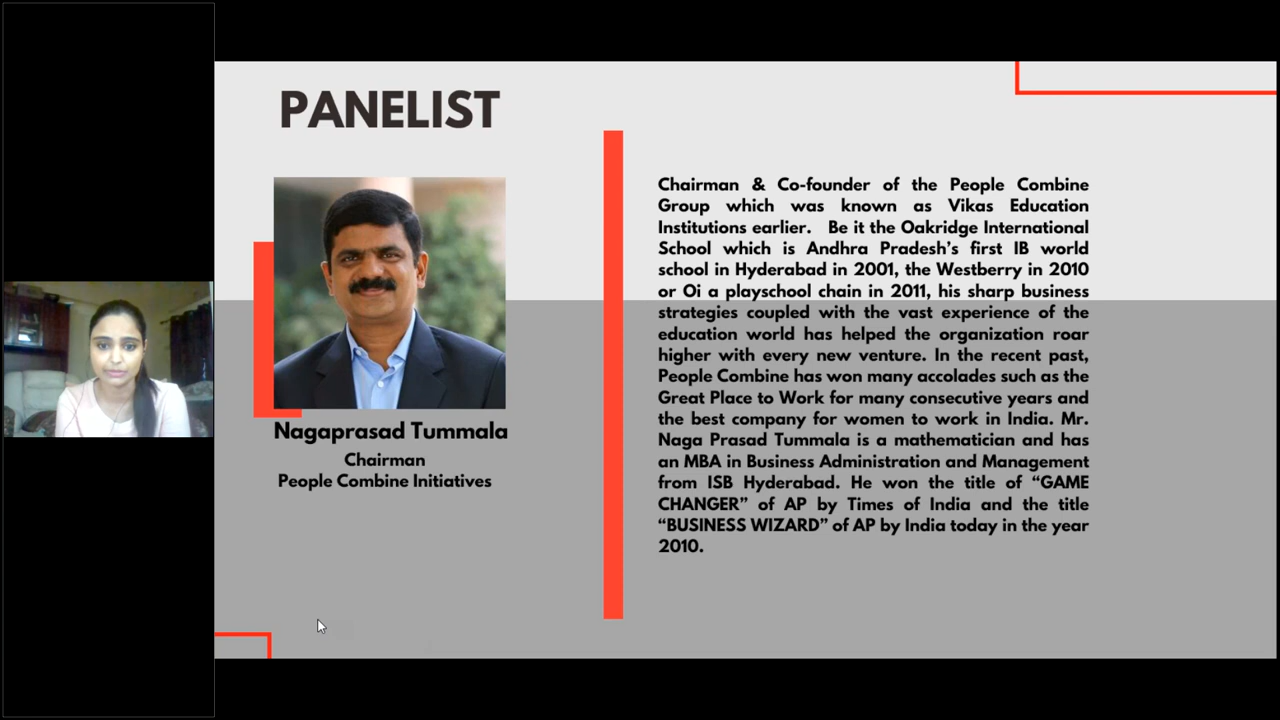 PANELIST
Nagaprasad Tummala
Chairman
People Combine Initiatives
Chairman & Co-founder of the People Combine
Group which was known as Vikas Education
Institutions earlier. Be it the Oakridge International
School which is Andhra Pradesh's first IB world
school in Hyderabad in 2001, the Westberry in 2010
or Oi a playschool chain in 2011, his sharp business
strategies coupled with the vast experience of the
education world has helped the organization roar
higher with every new venture. In the recent past,
People Combine has won many accolades such as the
Great Place to Work for many consecutive years and
the best company for women to work in India. Mr.
Naga Prasad Tummala is a mathematician and has
an MBA in Business Administration and Management
from ISB Hyderabad. He won the title of “GAME
CHANGER” of AP by Times of India and the title
“BUSINESS WIZARD” of AP by India today in the year
2010.